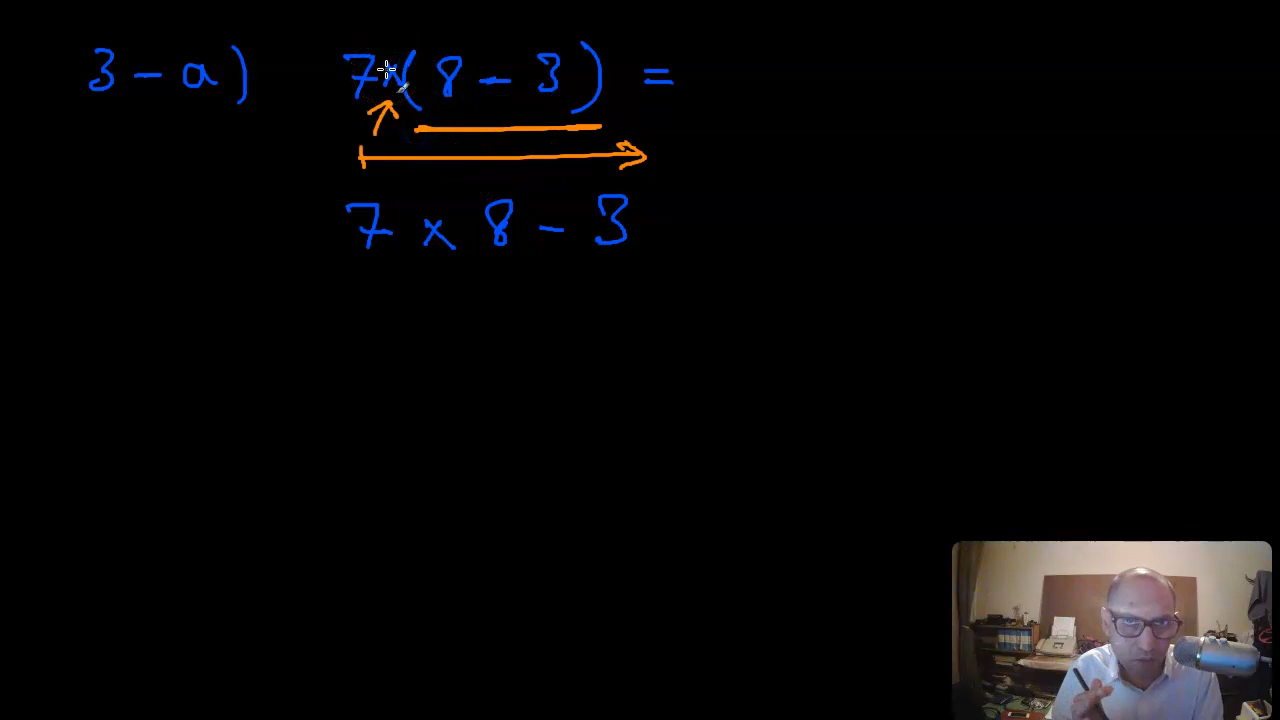 3 - a) 7×(8 - 3) =
7 × 8 - 3